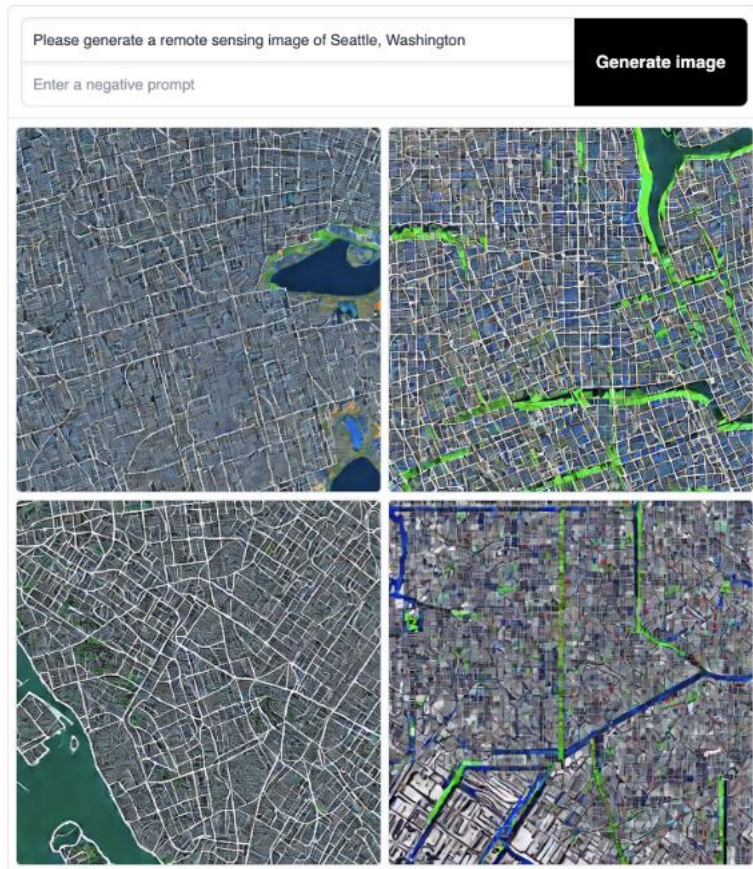 Please generate a remote sensing image of Seattle, Washington
Enter a negative prompt
Generate image